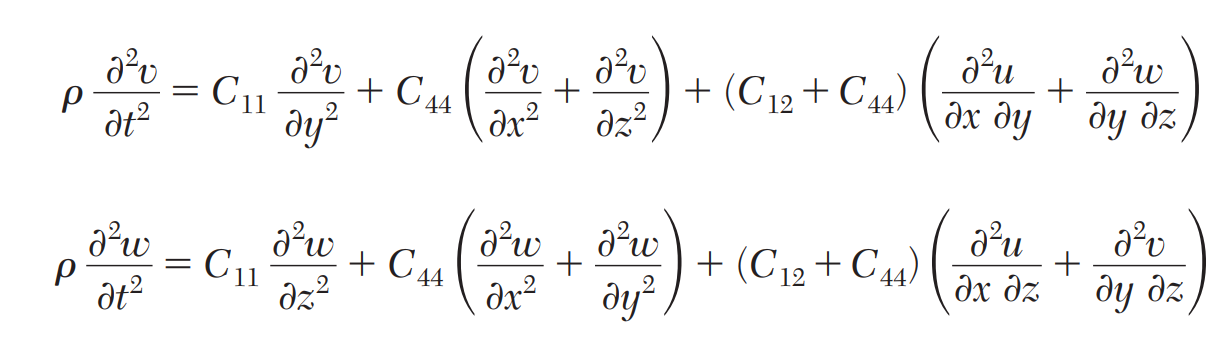 ρ ∂²v/∂t² = C₁₁ ∂²v/∂y² + C₄₄ (∂²v/∂x² + ∂²v/∂z²) + (C₁₂ + C₄₄) (∂²u/∂x ∂y + ∂²w/∂y ∂z)
ρ ∂²w/∂t² = C₁₁ ∂²w/∂z² + C₄₄ (∂²w/∂x² + ∂²w/∂y²) + (C₁₂ + C₄₄) (∂²u/∂x ∂z + ∂²v/∂y ∂z)